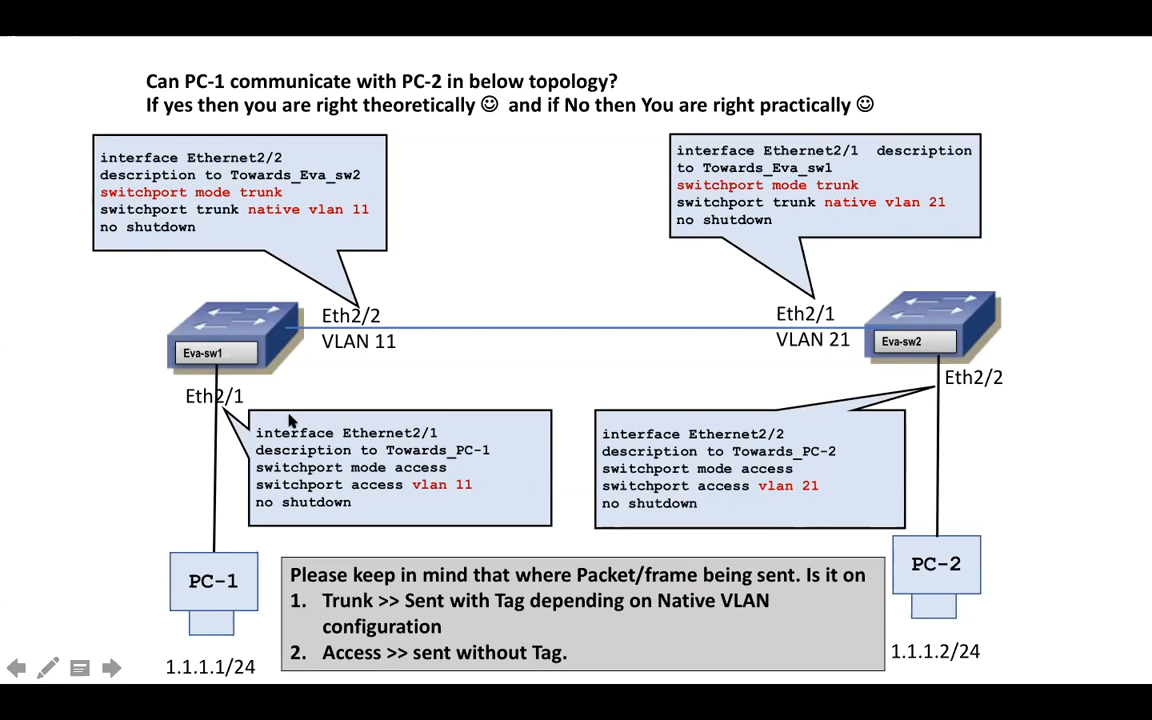 Can PC-1 communicate with PC-2 in below topology?
If yes then you are right theoretically ☺ and if No then You are right practically ☺
interface Ethernet2/2
description to Towards_Eva_sw2
switchport mode trunk
switchport trunk native vlan 11
no shutdown
interface Ethernet2/1 description
to Towards_Eva_sw1
switchport mode trunk
switchport trunk native vlan 21
no shutdown
Eth2/2
VLAN 11
Eth2/1
VLAN 21
Eva-sw1
Eva-sw2
Eth2/1
Eth2/2
interface Ethernet2/1
description to Towards_PC-1
switchport mode access
switchport access vlan 11
no shutdown
interface Ethernet2/2
description to Towards_PC-2
switchport mode access
switchport access vlan 21
no shutdown
PC-1
PC-2
Please keep in mind that where Packet/frame being sent. Is it on
1. Trunk >> Sent with Tag depending on Native VLAN
configuration
2. Access >> sent without Tag.
1.1.1.1/24
1.1.1.2/24